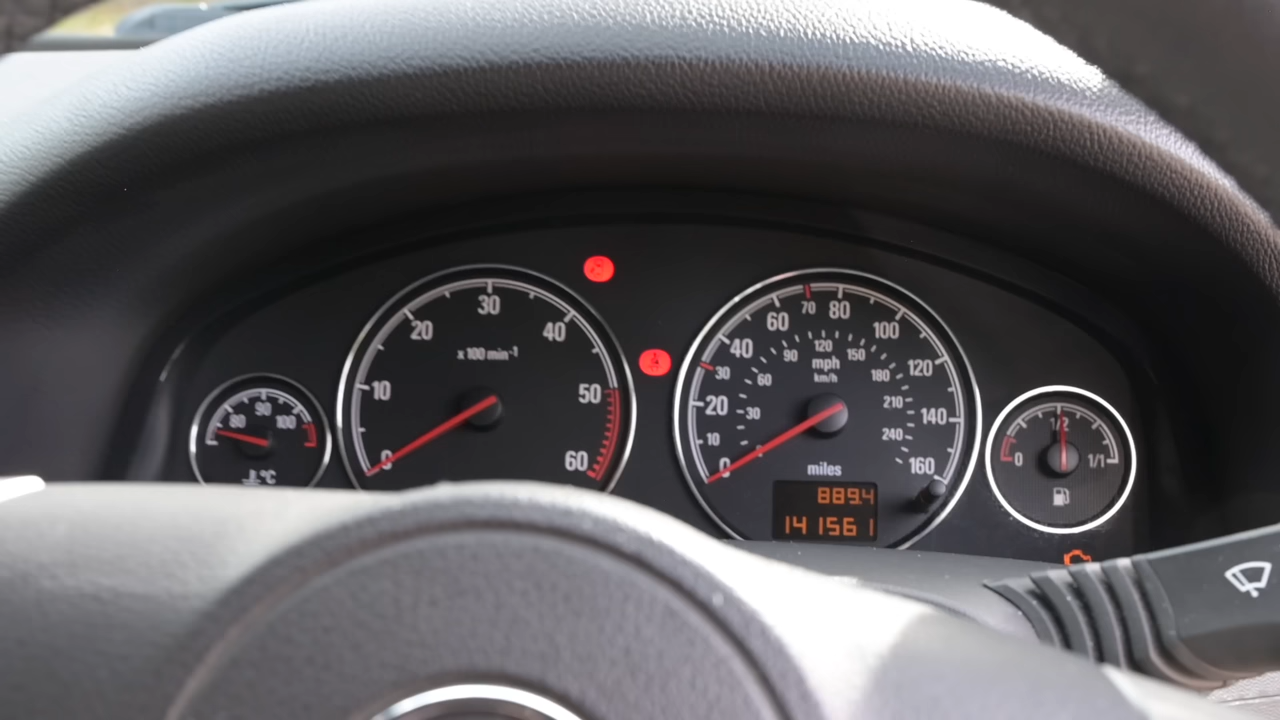 80 90 100
°C
0 10 20 30 40 50 60
x 100 min-1
0 10 20 30 40 60 70 80 100 120 140 160
30 60 90 120 150 180 210 240
mph
km/h
miles
889.4
141561
0 1/2 1/1